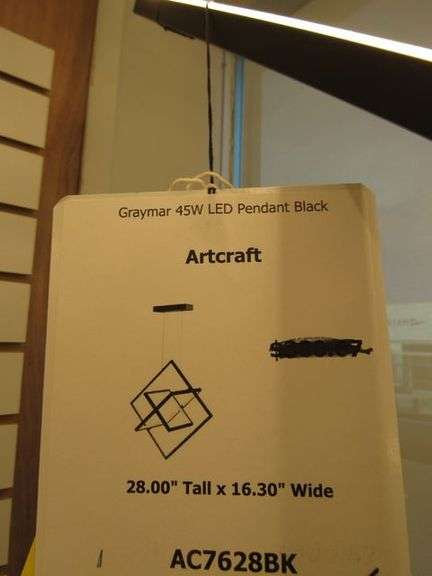 Graymar 45W LED Pendant Black
Artcraft
28.00" Tall x 16.30" Wide
AC7628BK